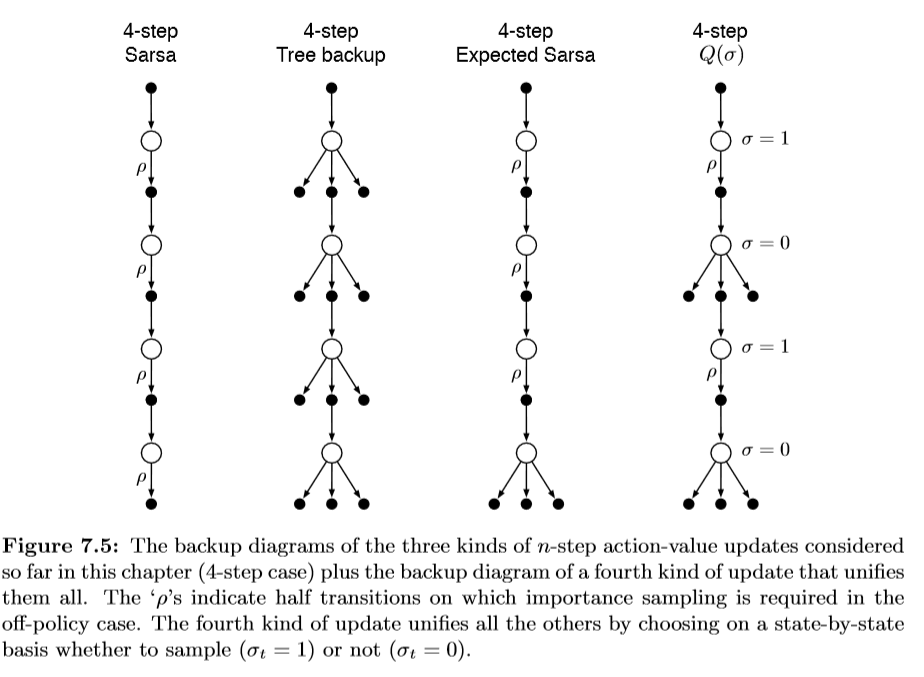 4-step
Sarsa
4-step
Tree backup
4-step
Expected Sarsa
4-step
Q(σ)
ρ
ρ
ρ
ρ
ρ
ρ
ρ
ρ
σ = 1
ρ
σ = 0
σ = 1
ρ
σ = 0
Figure 7.5: The backup diagrams of the three kinds of n-step action-value updates considered
so far in this chapter (4-step case) plus the backup diagram of a fourth kind of update that unifies
them all. The ‘ρ’s indicate half transitions on which importance sampling is required in the
off-policy case. The fourth kind of update unifies all the others by choosing on a state-by-state
basis whether to sample (σt = 1) or not (σt = 0).